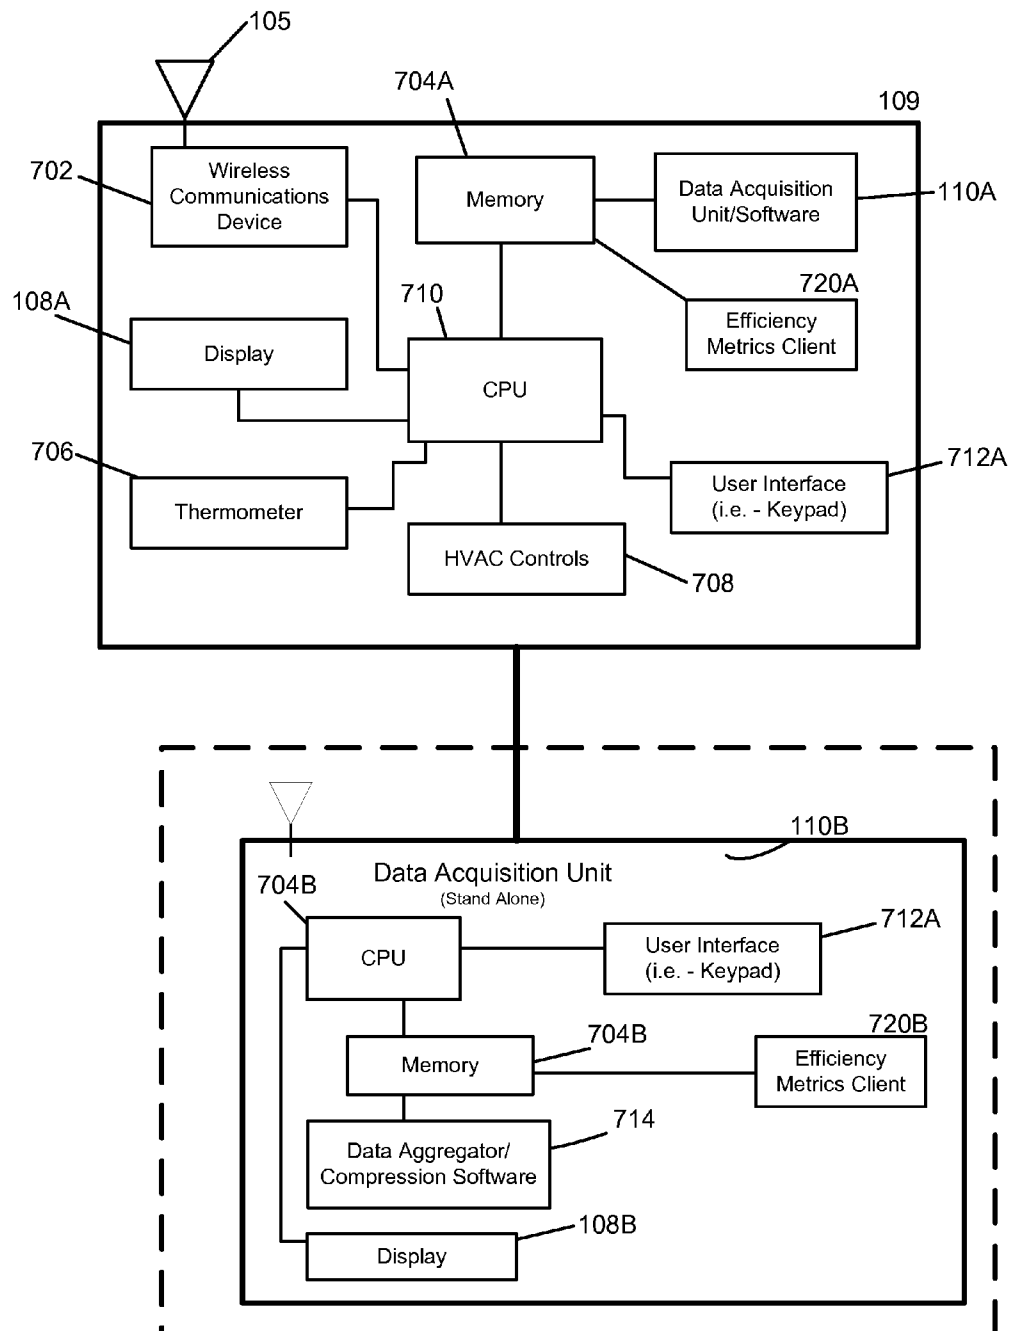 105
704A
109
702
Wireless
Communications
Device
Memory
Data Acquisition
Unit/Software
110A
108A
710
720A
Display
CPU
Efficiency
Metrics Client
706
712A
Thermometer
User Interface
(i.e. - Keypad)
HVAC Controls
708
110B
Data Acquisition Unit
(Stand Alone)
704B
712A
CPU
User Interface
(i.e. - Keypad)
704B
720B
Memory
Efficiency
Metrics Client
714
Data Aggregator/
Compression Software
108B
Display